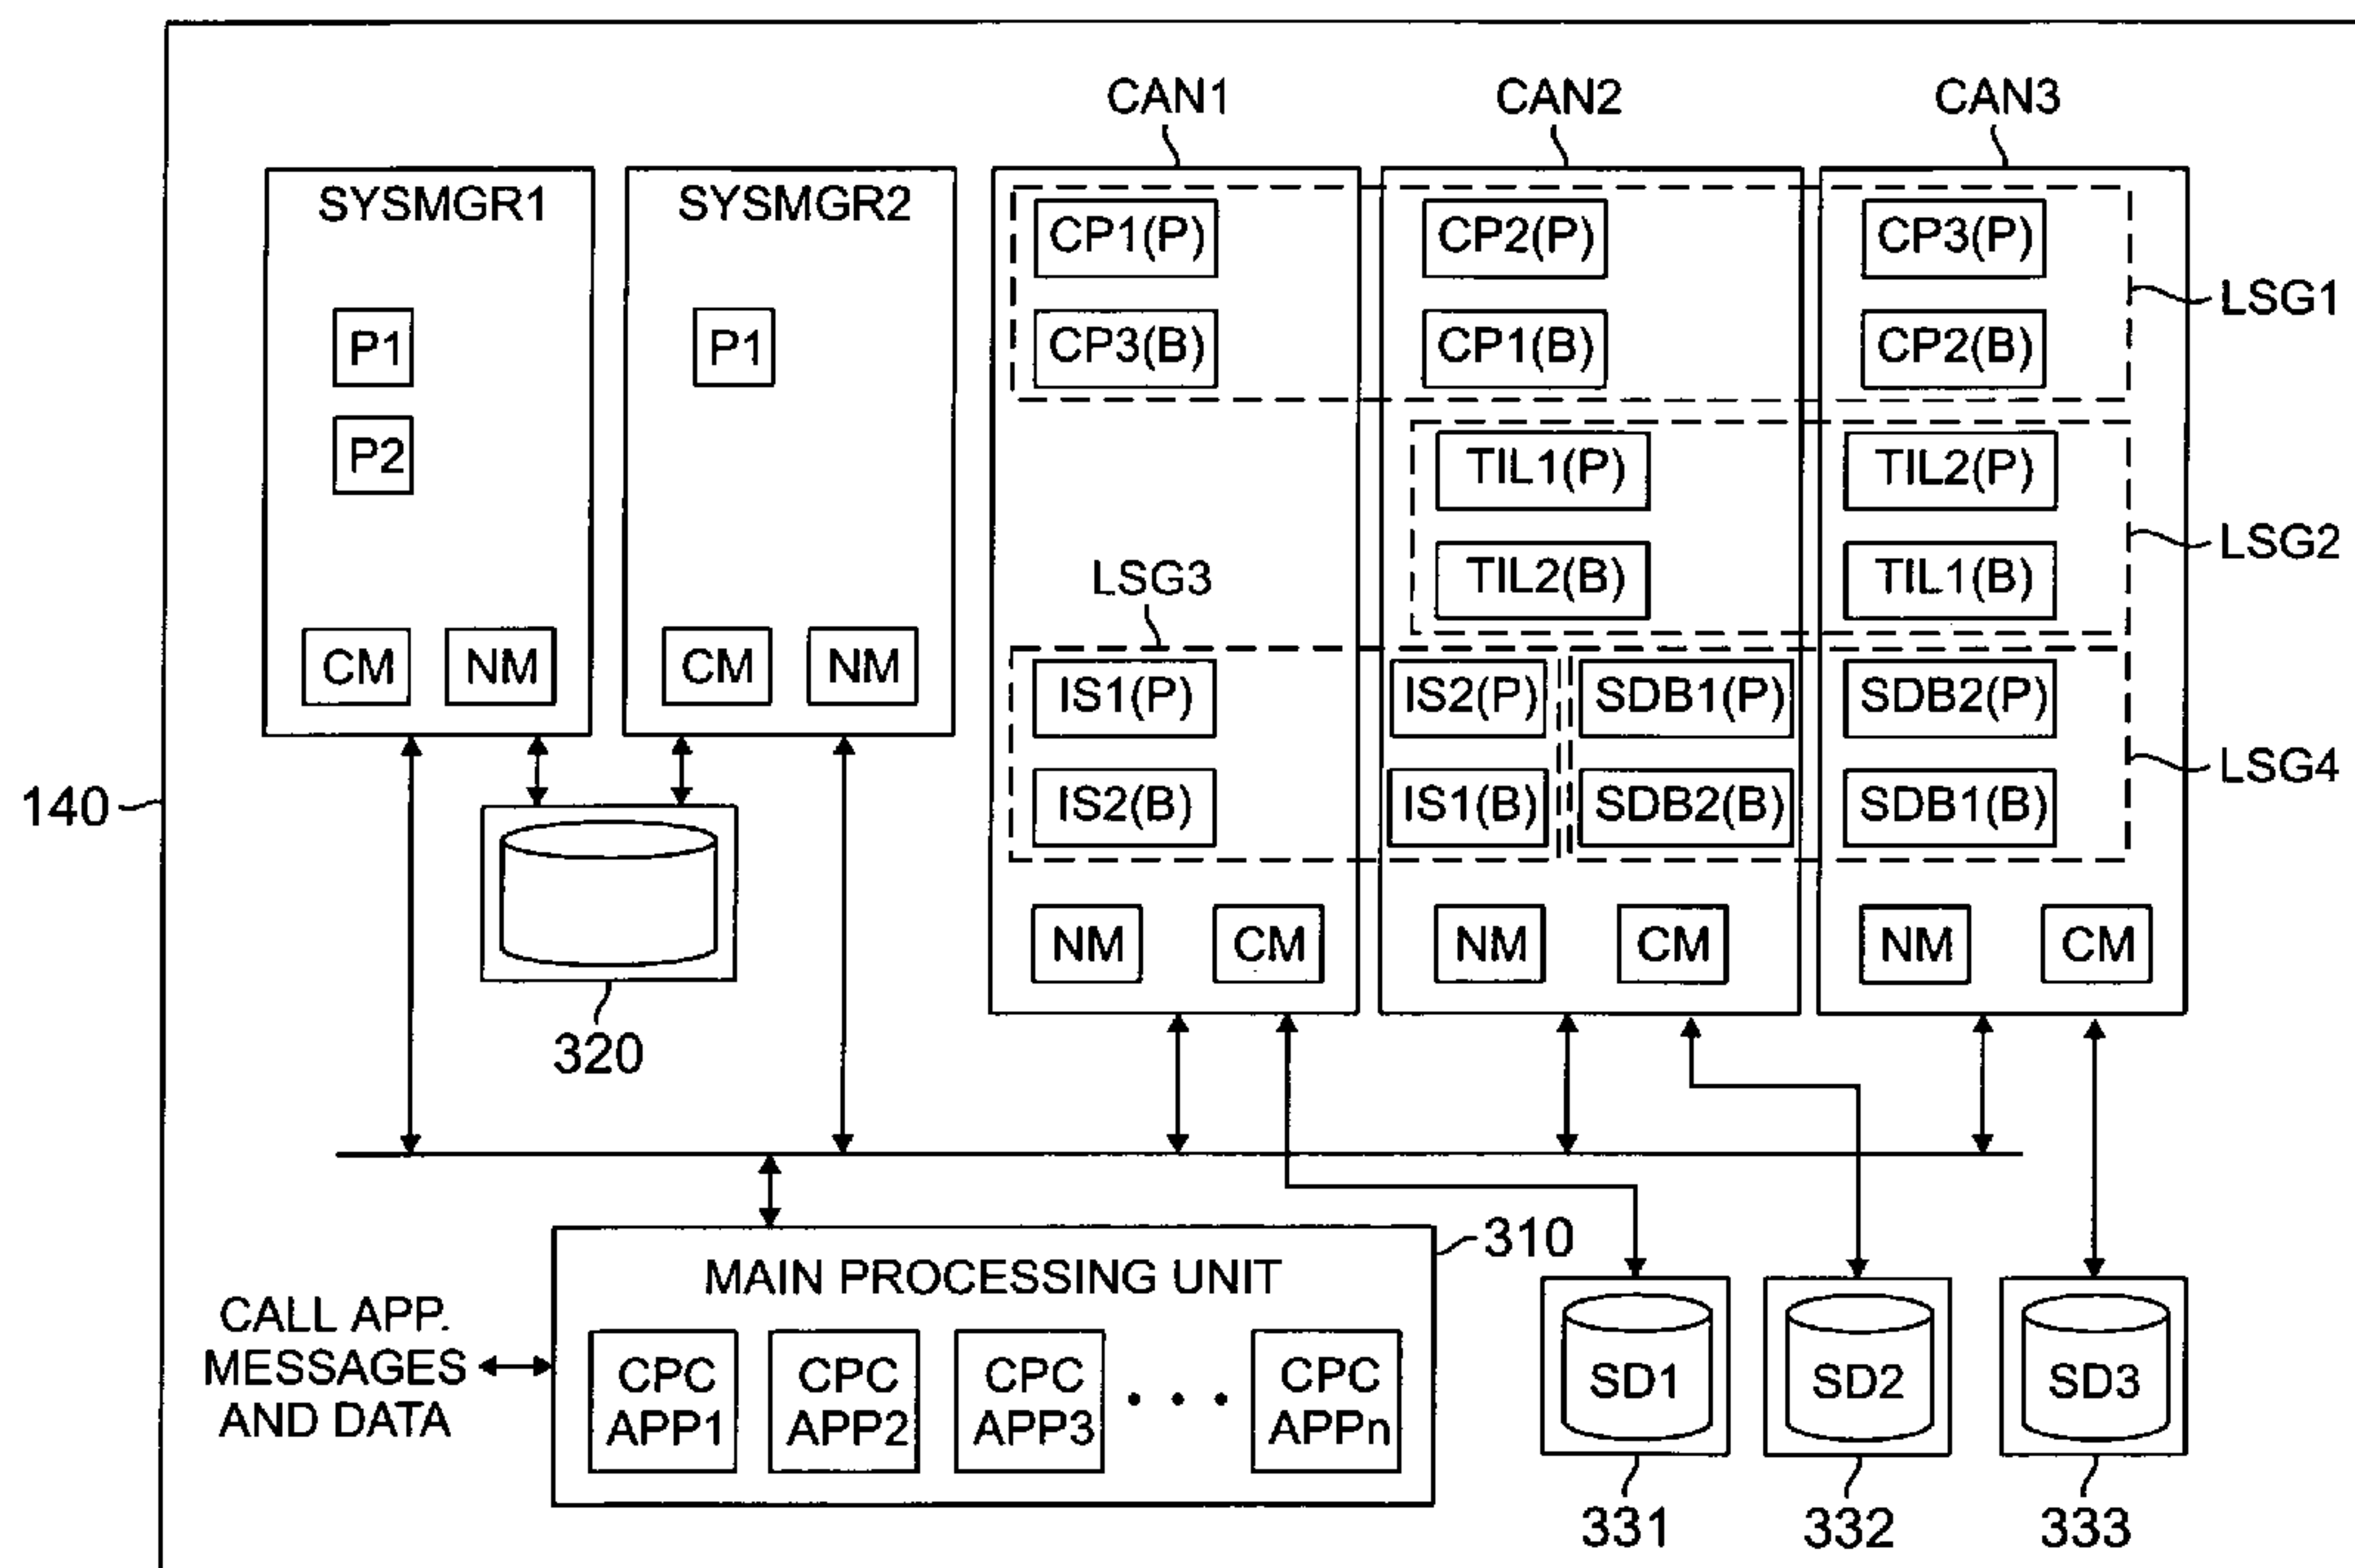 CAN1 CAN2 CAN3
SYSMGR1 SYSMGR2
CP1(P) CP2(P) CP3(P)
LSG1
P1 P1 CP3(B) CP1(B) CP2(B)
P2 TIL1(P) TIL2(P)
LSG2
LSG3 TIL2(B) TIL1(B)
CM NM CM NM IS1(P) IS2(P) SDB1(P) SDB2(P)
LSG4
140 IS2(B) IS1(B) SDB2(B) SDB1(B)
NM CM NM CM NM CM
320
310
MAIN PROCESSING UNIT
CALL APP.
MESSAGES
AND DATA
CPC
APP1
CPC
APP2
CPC
APP3
• • •
CPC
APPn
SD1 SD2 SD3
331 332 333